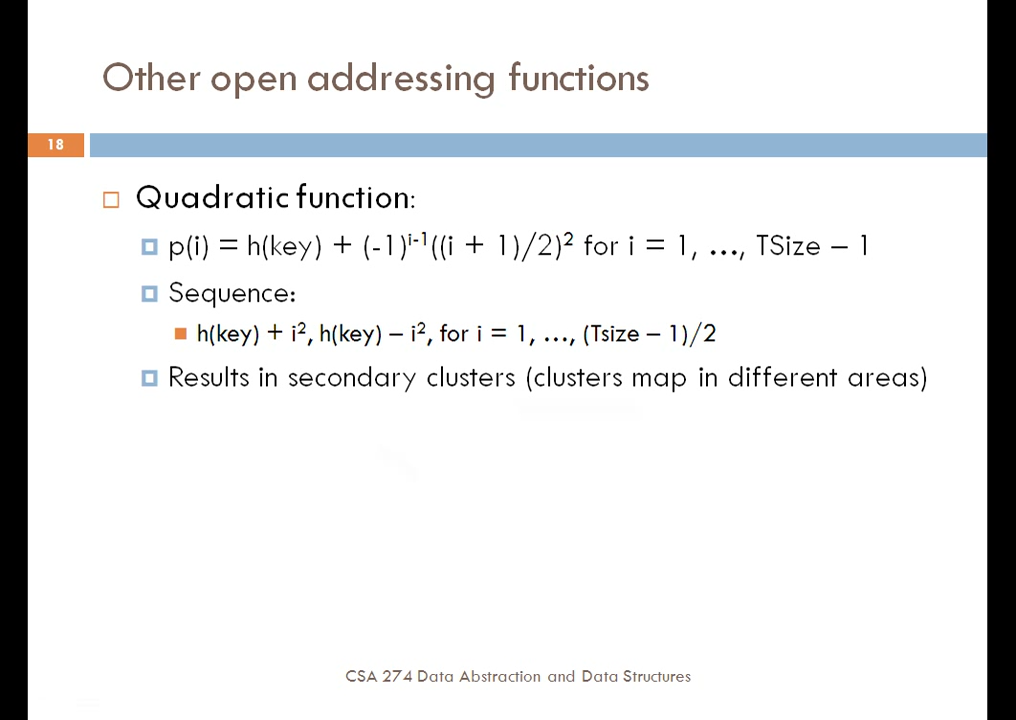 Other open addressing functions
18
Quadratic function:
p(i) = h(key) + (-1)^{i-1}((i + 1)/2)² for i = 1, …, TSize – 1
Sequence:
h(key) + i², h(key) – i², for i = 1, …, (Tsize – 1)/2
Results in secondary clusters (clusters map in different areas)
CSA 274 Data Abstraction and Data Structures